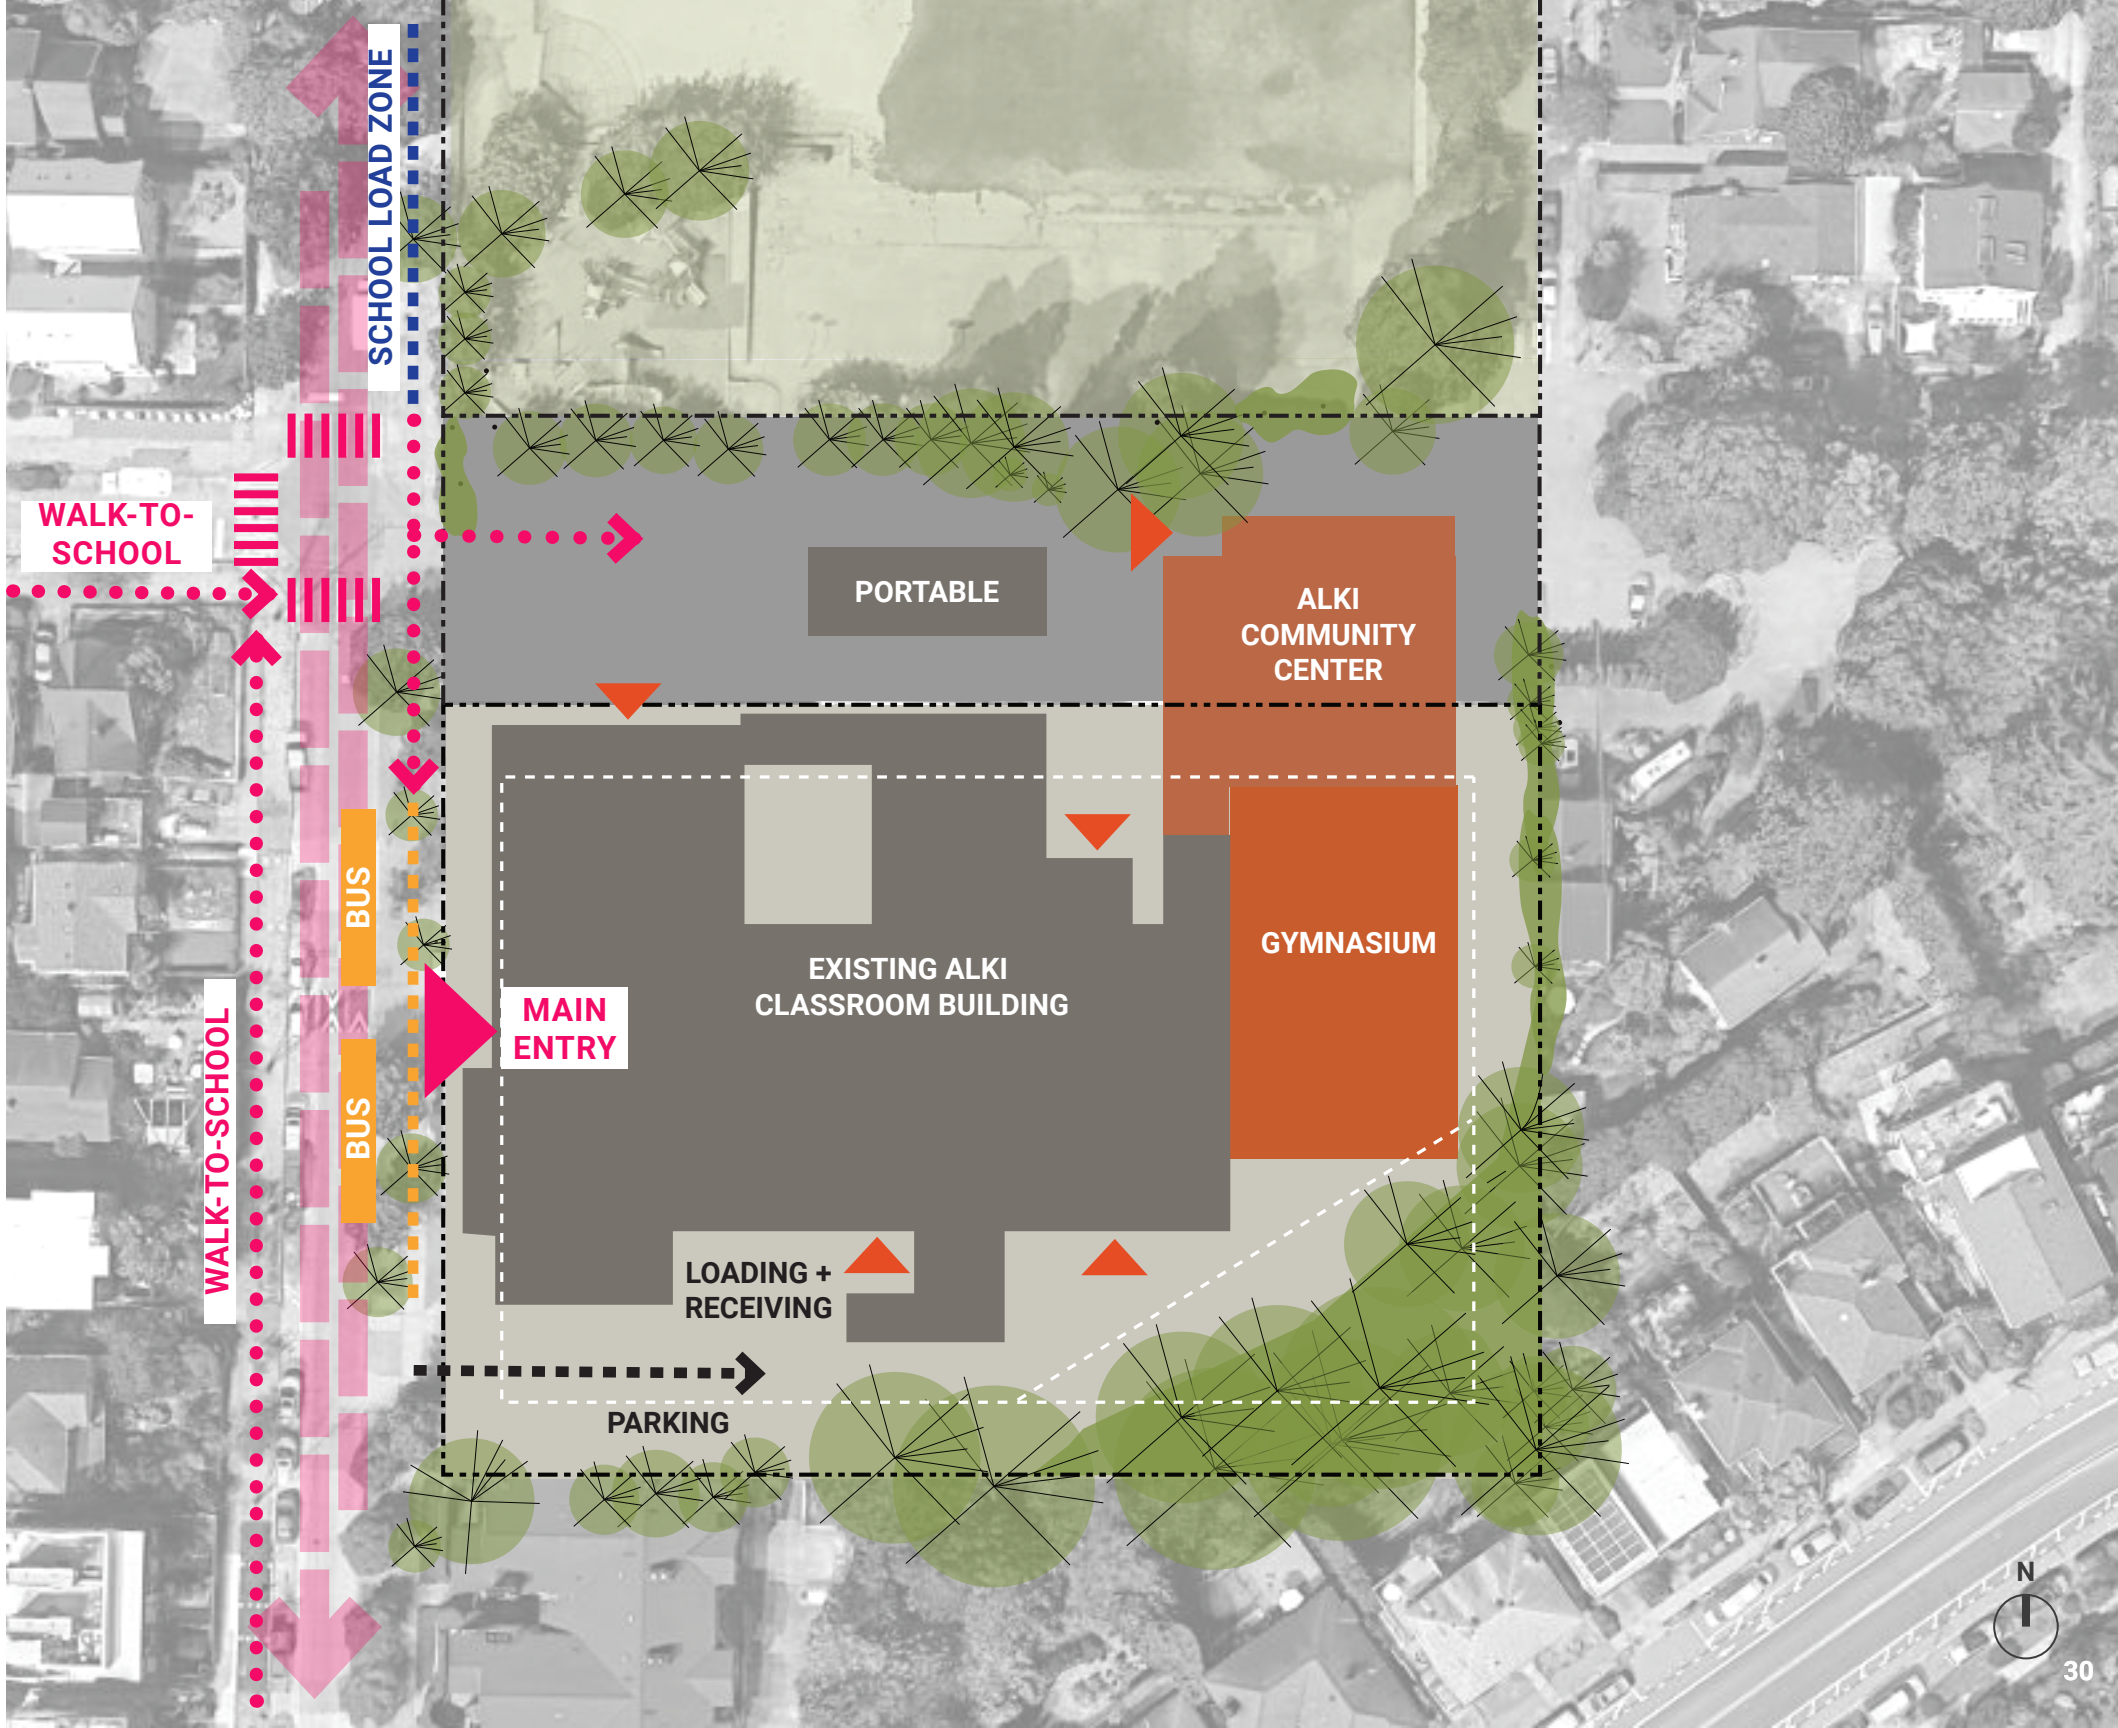 SCHOOL LOAD ZONE
WALK-TO-
SCHOOL
PORTABLE
ALKI
COMMUNITY
CENTER
BUS
GYMNASIUM
EXISTING ALKI
CLASSROOM BUILDING
MAIN
ENTRY
BUS
WALK-TO-SCHOOL
LOADING +
RECEIVING
PARKING
N
30